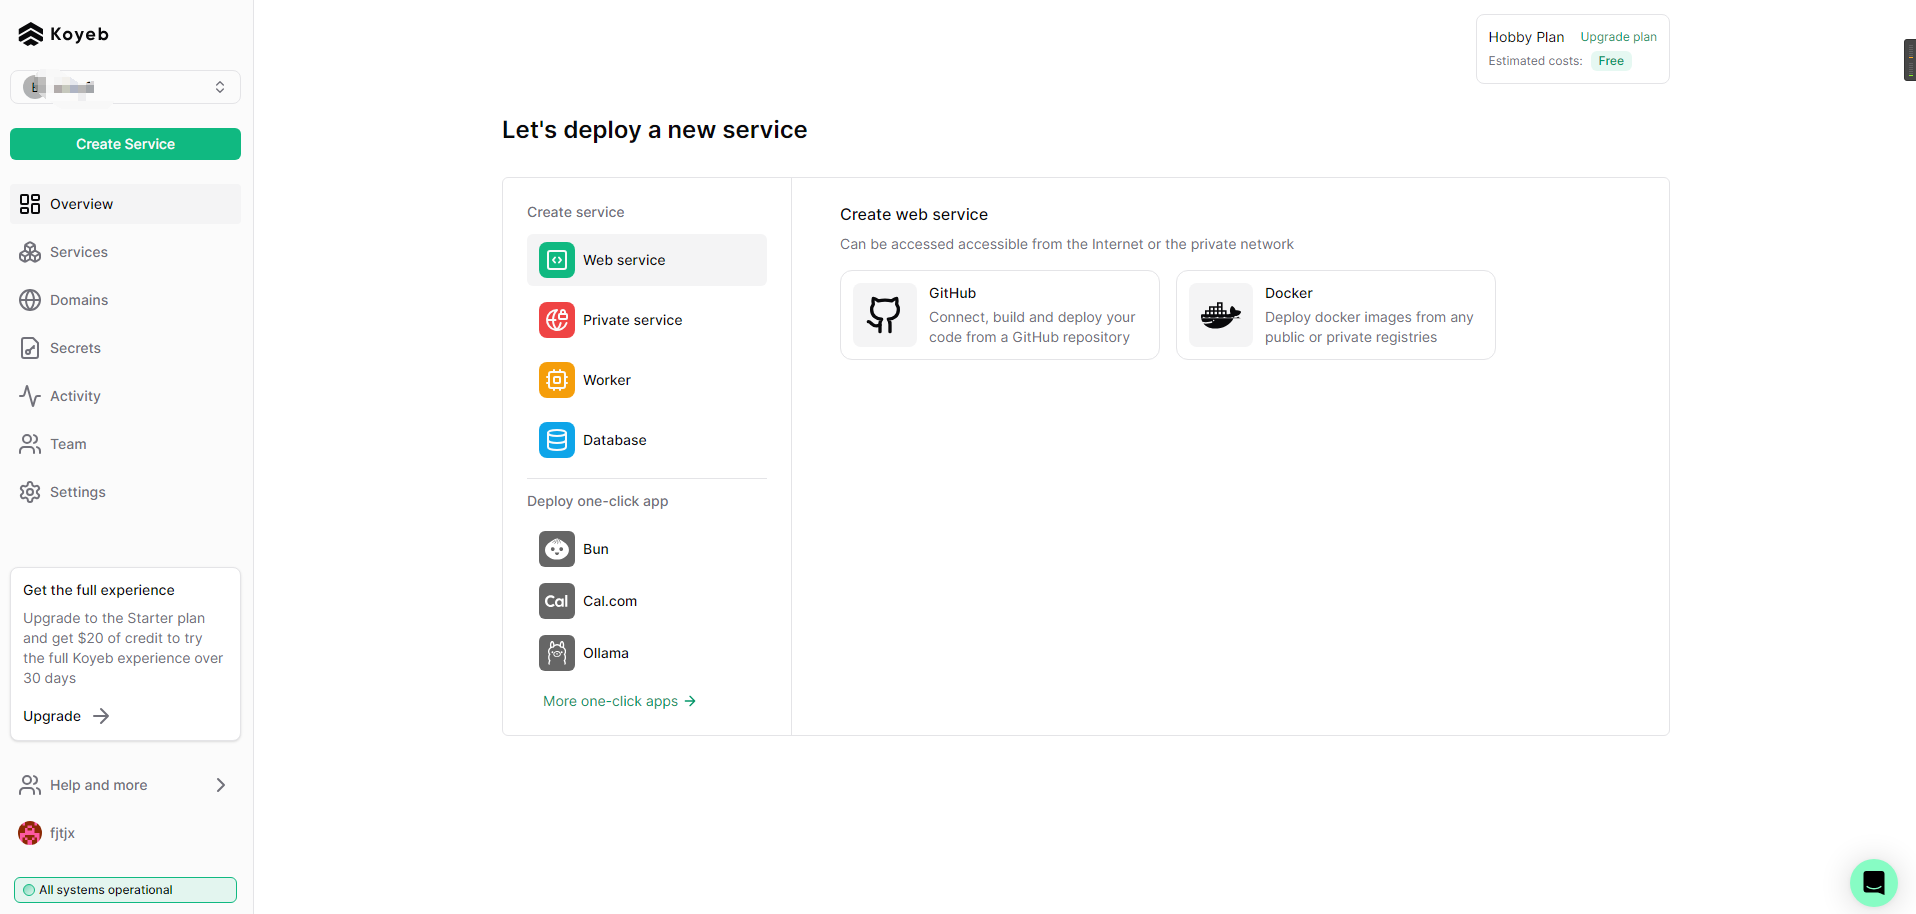 Koyeb
Create Service
Overview
Services
Domains
Secrets
Activity
Team
Settings
Get the full experience
Upgrade to the Starter plan
and get $20 of credit to try
the full Koyeb experience over
30 days
Upgrade
Help and more
fjtjx
All systems operational
Hobby Plan Upgrade plan
Estimated costs: Free
Let's deploy a new service
Create service
Web service
Private service
Worker
Database
Deploy one-click app
Bun
Cal Cal.com
Ollama
More one-click apps →
Create web service
Can be accessed accessible from the Internet or the private network
GitHub
Connect, build and deploy your
code from a GitHub repository
Docker
Deploy docker images from any
public or private registries